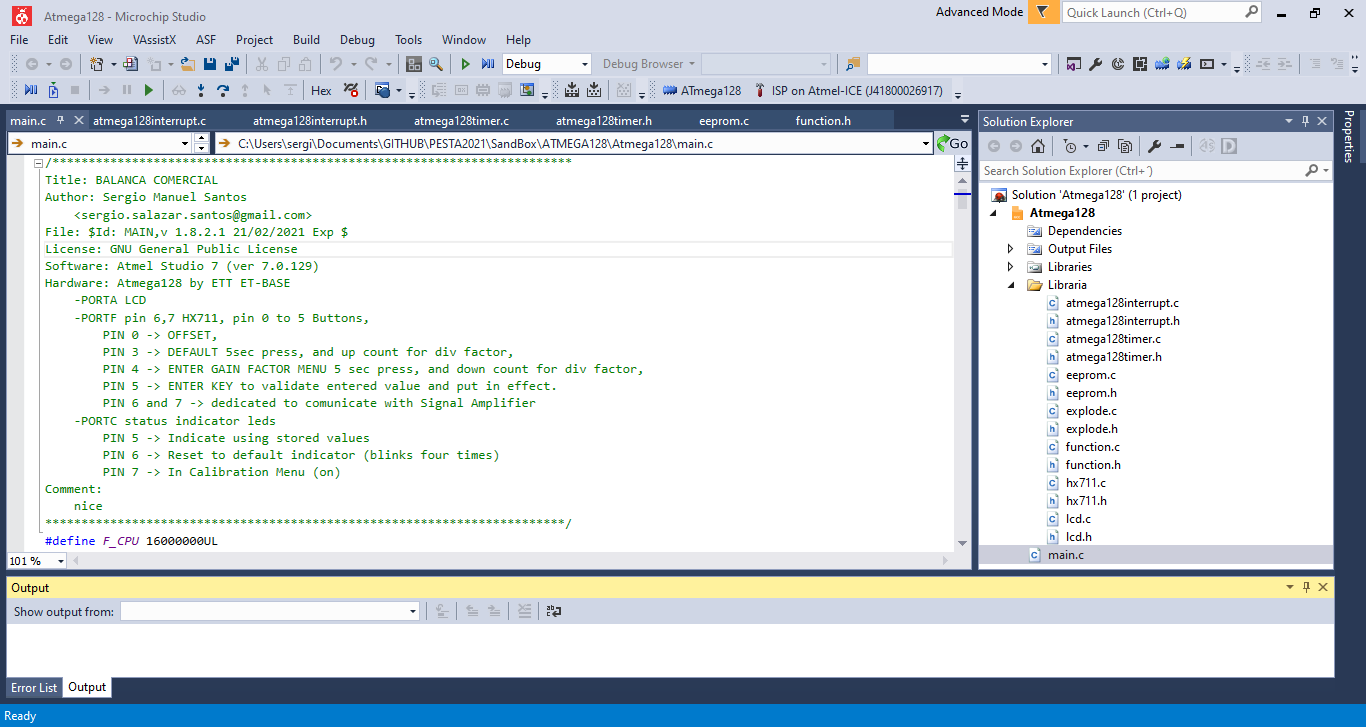 Atmega128 - Microchip Studio
Advanced Mode
Quick Launch (Ctrl+Q)
File Edit View VAssistX ASF Project Build Debug Tools Window Help
Debug
Debug Browser
Hex
ATmega128
ISP on Atmel-ICE (J41800026917)
main.c atmega128interrupt.c atmega128interrupt.h atmega128timer.c atmega128timer.h eeprom.c function.h
main.c
C:\Users\sergi\Documents\GITHUB\PESTA2021\SandBox\ATMEGA128\Atmega128\main.c
Go
/************************************************************************
Title: BALANCA COMERCIAL
Author: Sergio Manuel Santos
<sergio.salazar.santos@gmail.com>
File: $Id: MAIN,v 1.8.2.1 21/02/2021 Exp $
License: GNU General Public License
Software: Atmel Studio 7 (ver 7.0.129)
Hardware: Atmega128 by ETT ET-BASE
-PORTA LCD
-PORTF pin 6,7 HX711, pin 0 to 5 Buttons,
PIN 0 -> OFFSET,
PIN 3 -> DEFAULT 5sec press, and up count for div factor,
PIN 4 -> ENTER GAIN FACTOR MENU 5 sec press, and down count for div factor,
PIN 5 -> ENTER KEY to validate entered value and put in effect.
PIN 6 and 7 -> dedicated to comunicate with Signal Amplifier
-PORTC status indicator leds
PIN 5 -> Indicate using stored values
PIN 6 -> Reset to default indicator (blinks four times)
PIN 7 -> In Calibration Menu (on)
Comment:
nice
************************************************************************/
#define F_CPU 16000000UL
101 %
Solution Explorer
Search Solution Explorer (Ctrl+´)
Solution 'Atmega128' (1 project)
Atmega128
Dependencies
Output Files
Libraries
Libraria
atmega128interrupt.c
atmega128interrupt.h
atmega128timer.c
atmega128timer.h
eeprom.c
eeprom.h
explode.c
explode.h
function.c
function.h
hx711.c
hx711.h
lcd.c
lcd.h
main.c
Properties
Output
Show output from:
Error List
Output
Ready